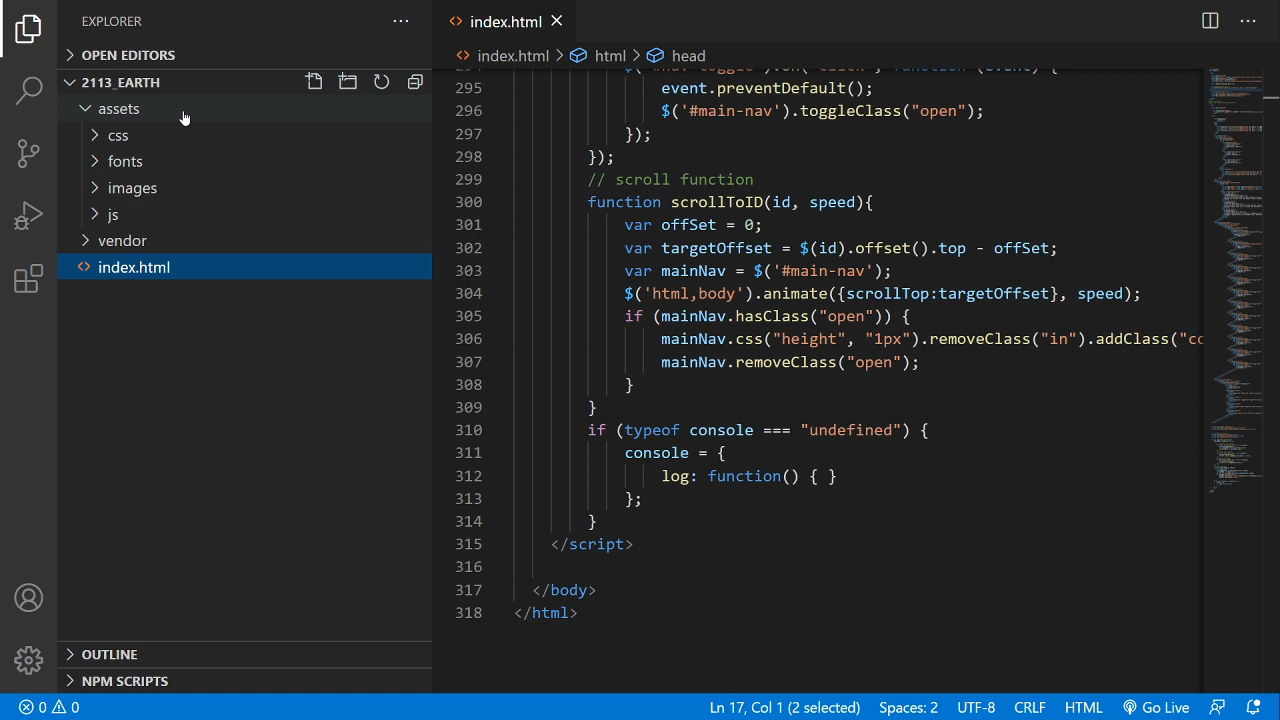 EXPLORER
OPEN EDITORS
2113_EARTH
assets
css
fonts
images
js
vendor
index.html
OUTLINE
NPM SCRIPTS
index.html
index.html > html > head
295 event.preventDefault();
296 $('#main-nav').toggleClass("open");
297 });
298 });
299 // scroll function
300 function scrollToID(id, speed){
301 var offSet = 0;
302 var targetOffset = $(id).offset().top - offSet;
303 var mainNav = $('#main-nav');
304 $('html,body').animate({scrollTop:targetOffset}, speed);
305 if (mainNav.hasClass("open")) {
306 mainNav.css("height", "1px").removeClass("in").addClass("co
307 mainNav.removeClass("open");
308 }
309 }
310 if (typeof console === "undefined") {
311 console = {
312 log: function() { }
313 };
314 }
315 </script>
316
317 </body>
318 </html>
0 0 Ln 17, Col 1 (2 selected) Spaces: 2 UTF-8 CRLF HTML Go Live